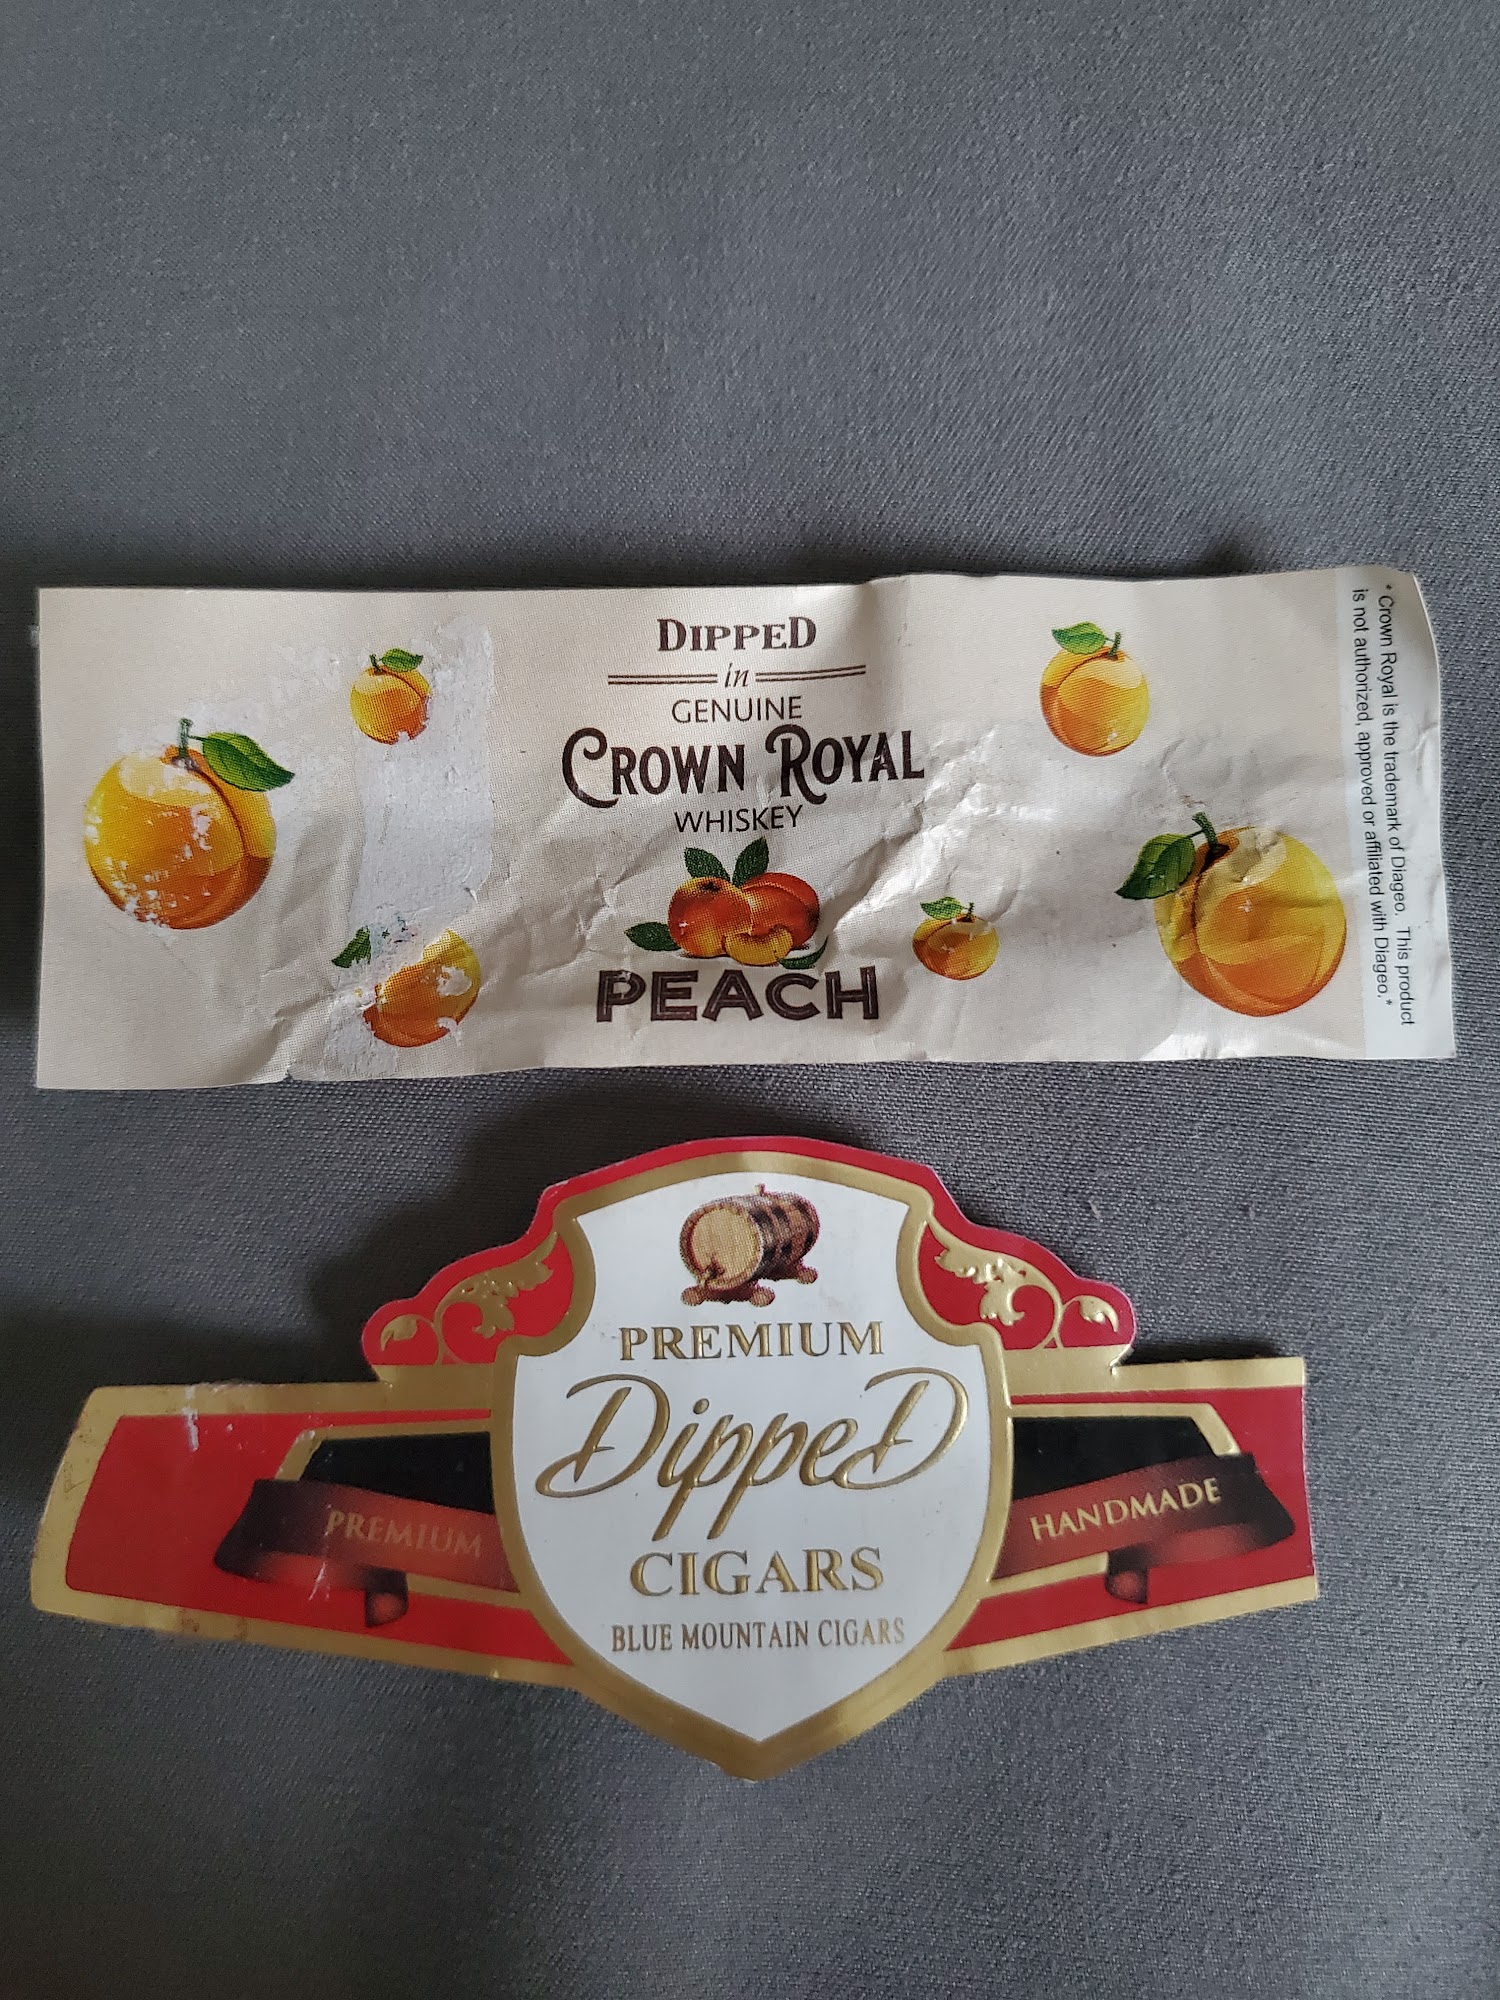 DIPPED
in
GENUINE
CROWN ROYAL
WHISKEY
PEACH
* Crown Royal is the trademark of Diageo. This product
is not authorized, approved or affiliated with Diageo.*
PREMIUM
DippeD
CIGARS
BLUE MOUNTAIN CIGARS
PREMIUM
HANDMADE